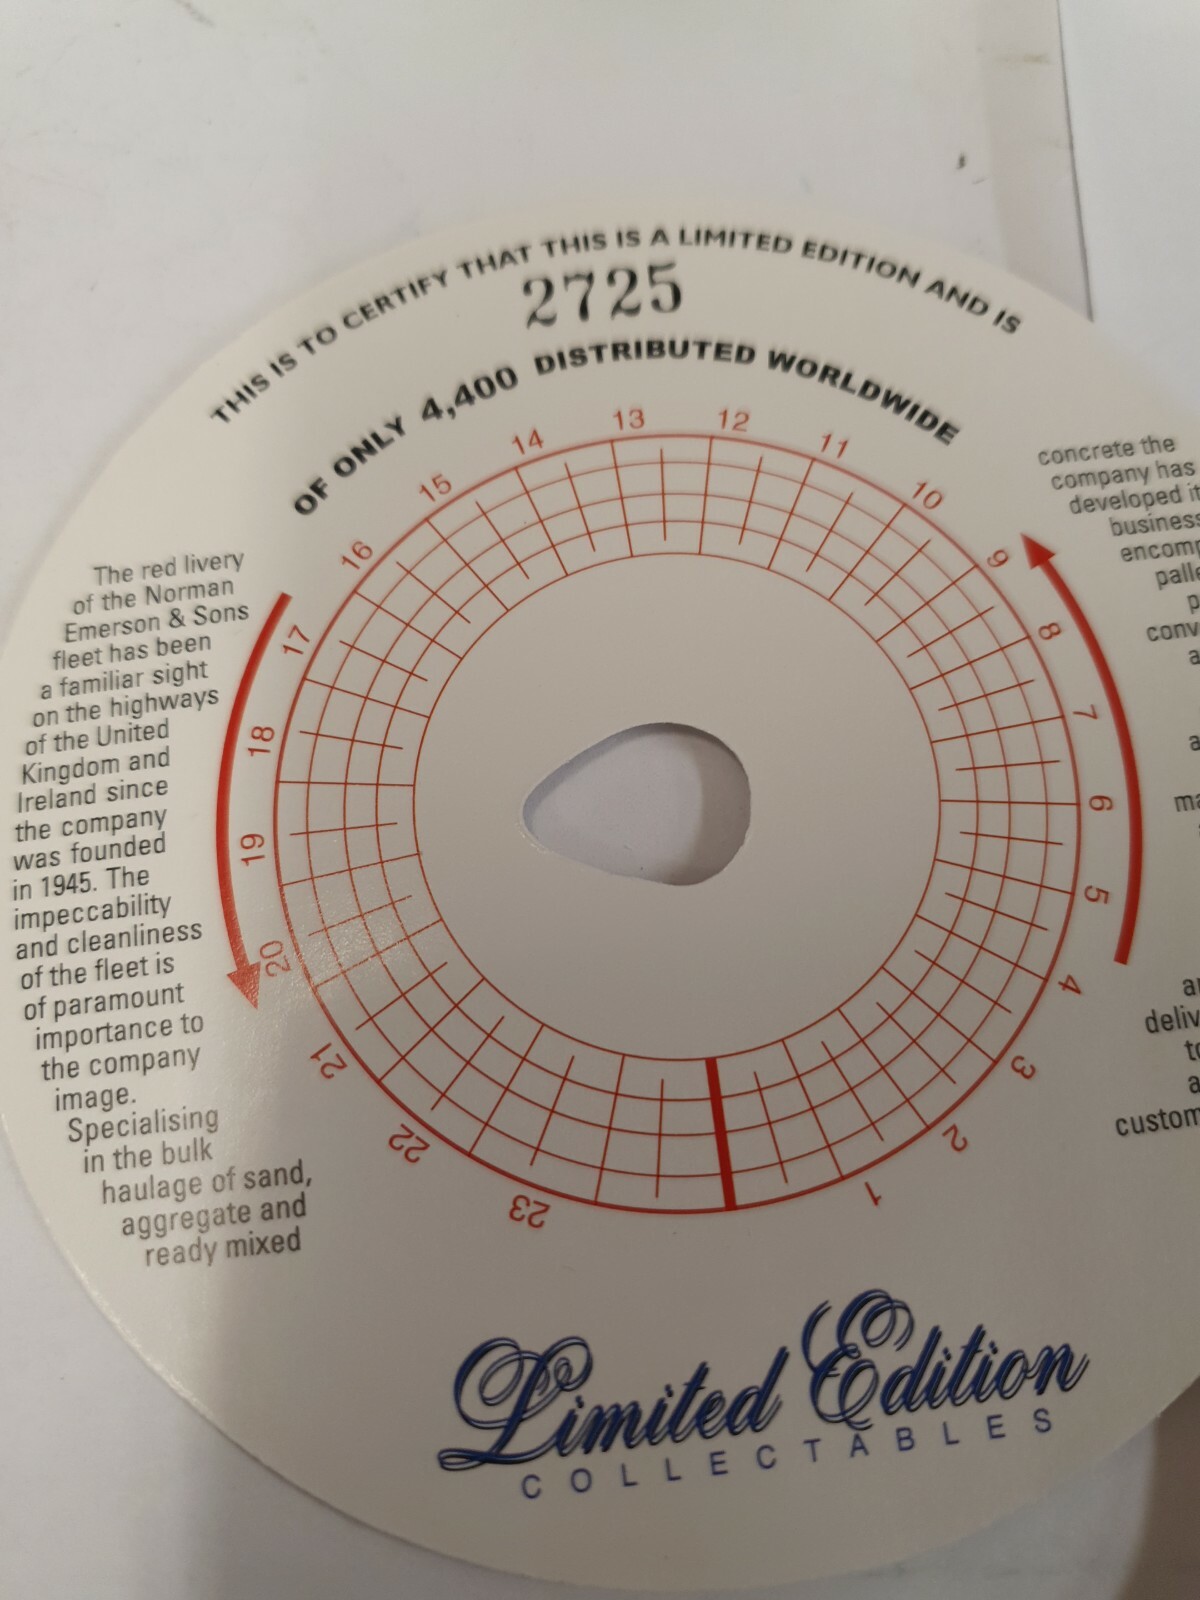 THIS IS TO CERTIFY THAT THIS IS A LIMITED EDITION AND IS
2725
OF ONLY 4,400 DISTRIBUTED WORLDWIDE
The red livery
of the Norman
Emerson & Sons
fleet has been
a familiar sight
on the highways
of the United
Kingdom and
Ireland since
the company
was founded
in 1945. The
impeccability
and cleanliness
of the fleet is
of paramount
importance to
the company
image.
Specialising
in the bulk
haulage of sand,
aggregate and
ready mixed
1
2
3
4
5
6
7
8
9
10
11
12
13
14
15
16
17
18
19
20
21
22
23
concrete the
company has
developed
business
Limited Edition
COLLECTABLES